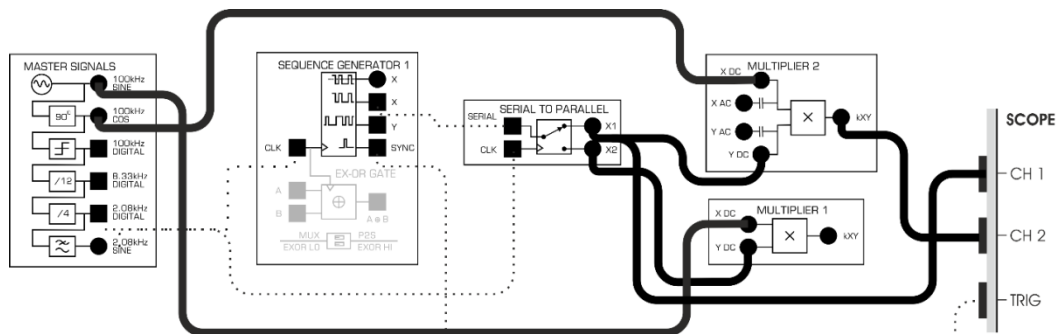 MASTER SIGNALS
100kHz
SINE
90°
100kHz
COS
100kHz
DIGITAL
/12
8.33kHz
DIGITAL
/4
2.08kHz
DIGITAL
2.08kHz
SINE
SEQUENCE GENERATOR 1
X
X
Y
CLK
SYNC
EX-OR GATE
A
B
A⊕B
MUX
P2S
EXOR LO
EXOR HI
SERIAL TO PARALLEL
SERIAL
X1
CLK
X2
MULTIPLIER 2
X DC
X AC
X
kXY
Y AC
Y DC
MULTIPLIER 1
X DC
X
kXY
Y DC
SCOPE
CH 1
CH 2
TRIG